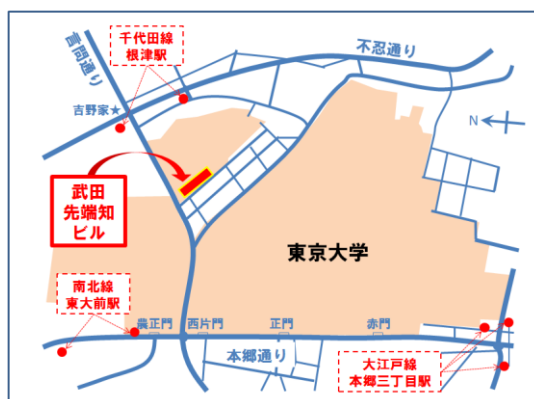 千代田線
根津駅
言問通り
不忍通り
吉野家★
N
武田
先端知
ビル
東京大学
南北線
東大前駅
農正門
西片門
正門
赤門
本郷通り
大江戸線
本郷三丁目駅